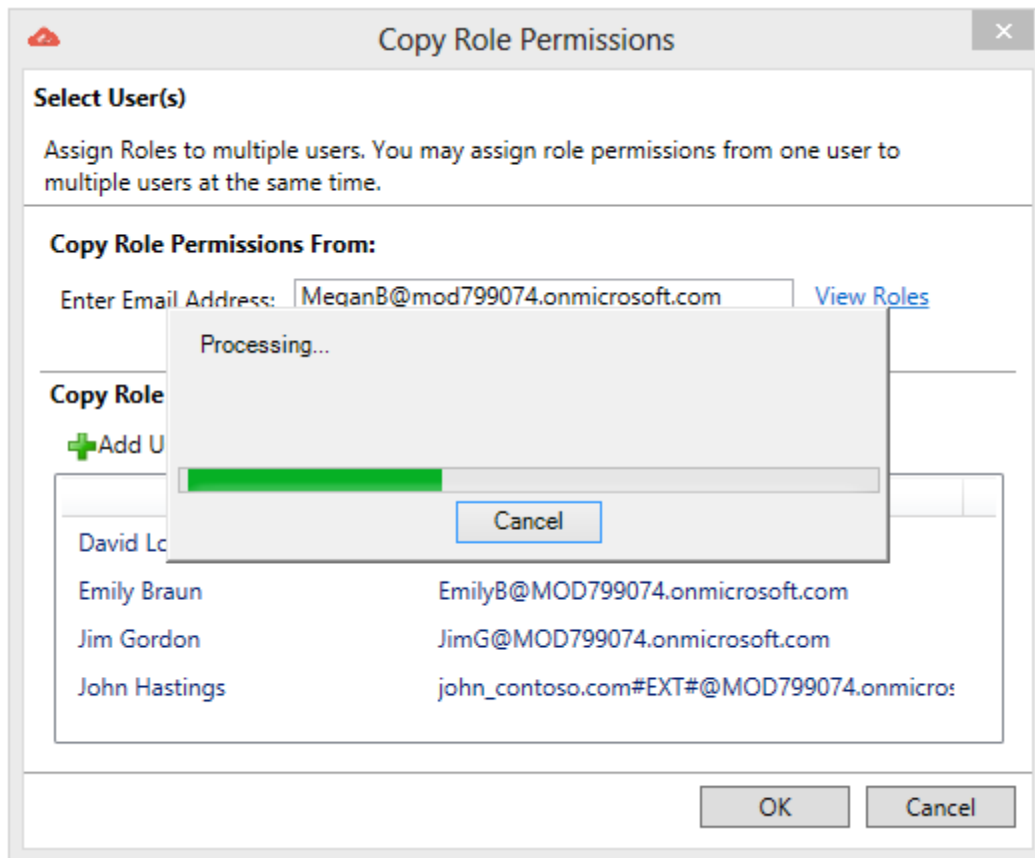 Copy Role Permissions
Select User(s)
Assign Roles to multiple users. You may assign role permissions from one user to
multiple users at the same time.
Copy Role Permissions From:
Enter Email Address: MeganB@mod799074.onmicrosoft.com View Roles
Processing...
Copy Role
Add U
Cancel
David Lo
Emily Braun EmilyB@MOD799074.onmicrosoft.com
Jim Gordon JimG@MOD799074.onmicrosoft.com
John Hastings john_contoso.com#EXT#@MOD799074.onmicros
OK Cancel